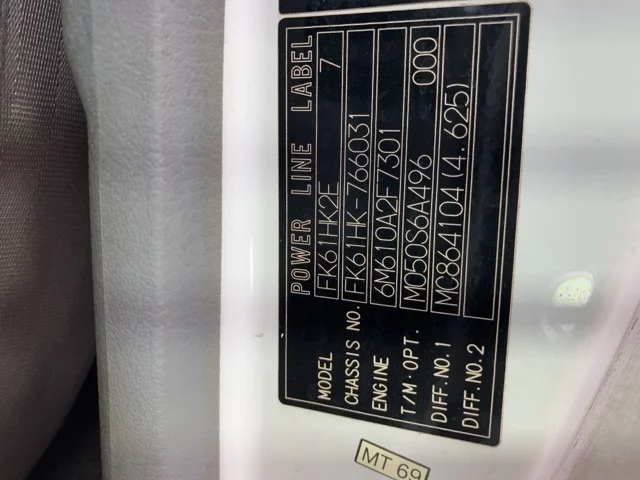 POWER LINE LABEL
MODEL FK61HK2E 7
CHASSIS NO. FK61HK-766031
ENGINE 6M610A2F7301
T/M·OPT. M050S6A496 000
DIFF.NO.1 MC864104(4.625)
DIFF.NO.2
MT 69